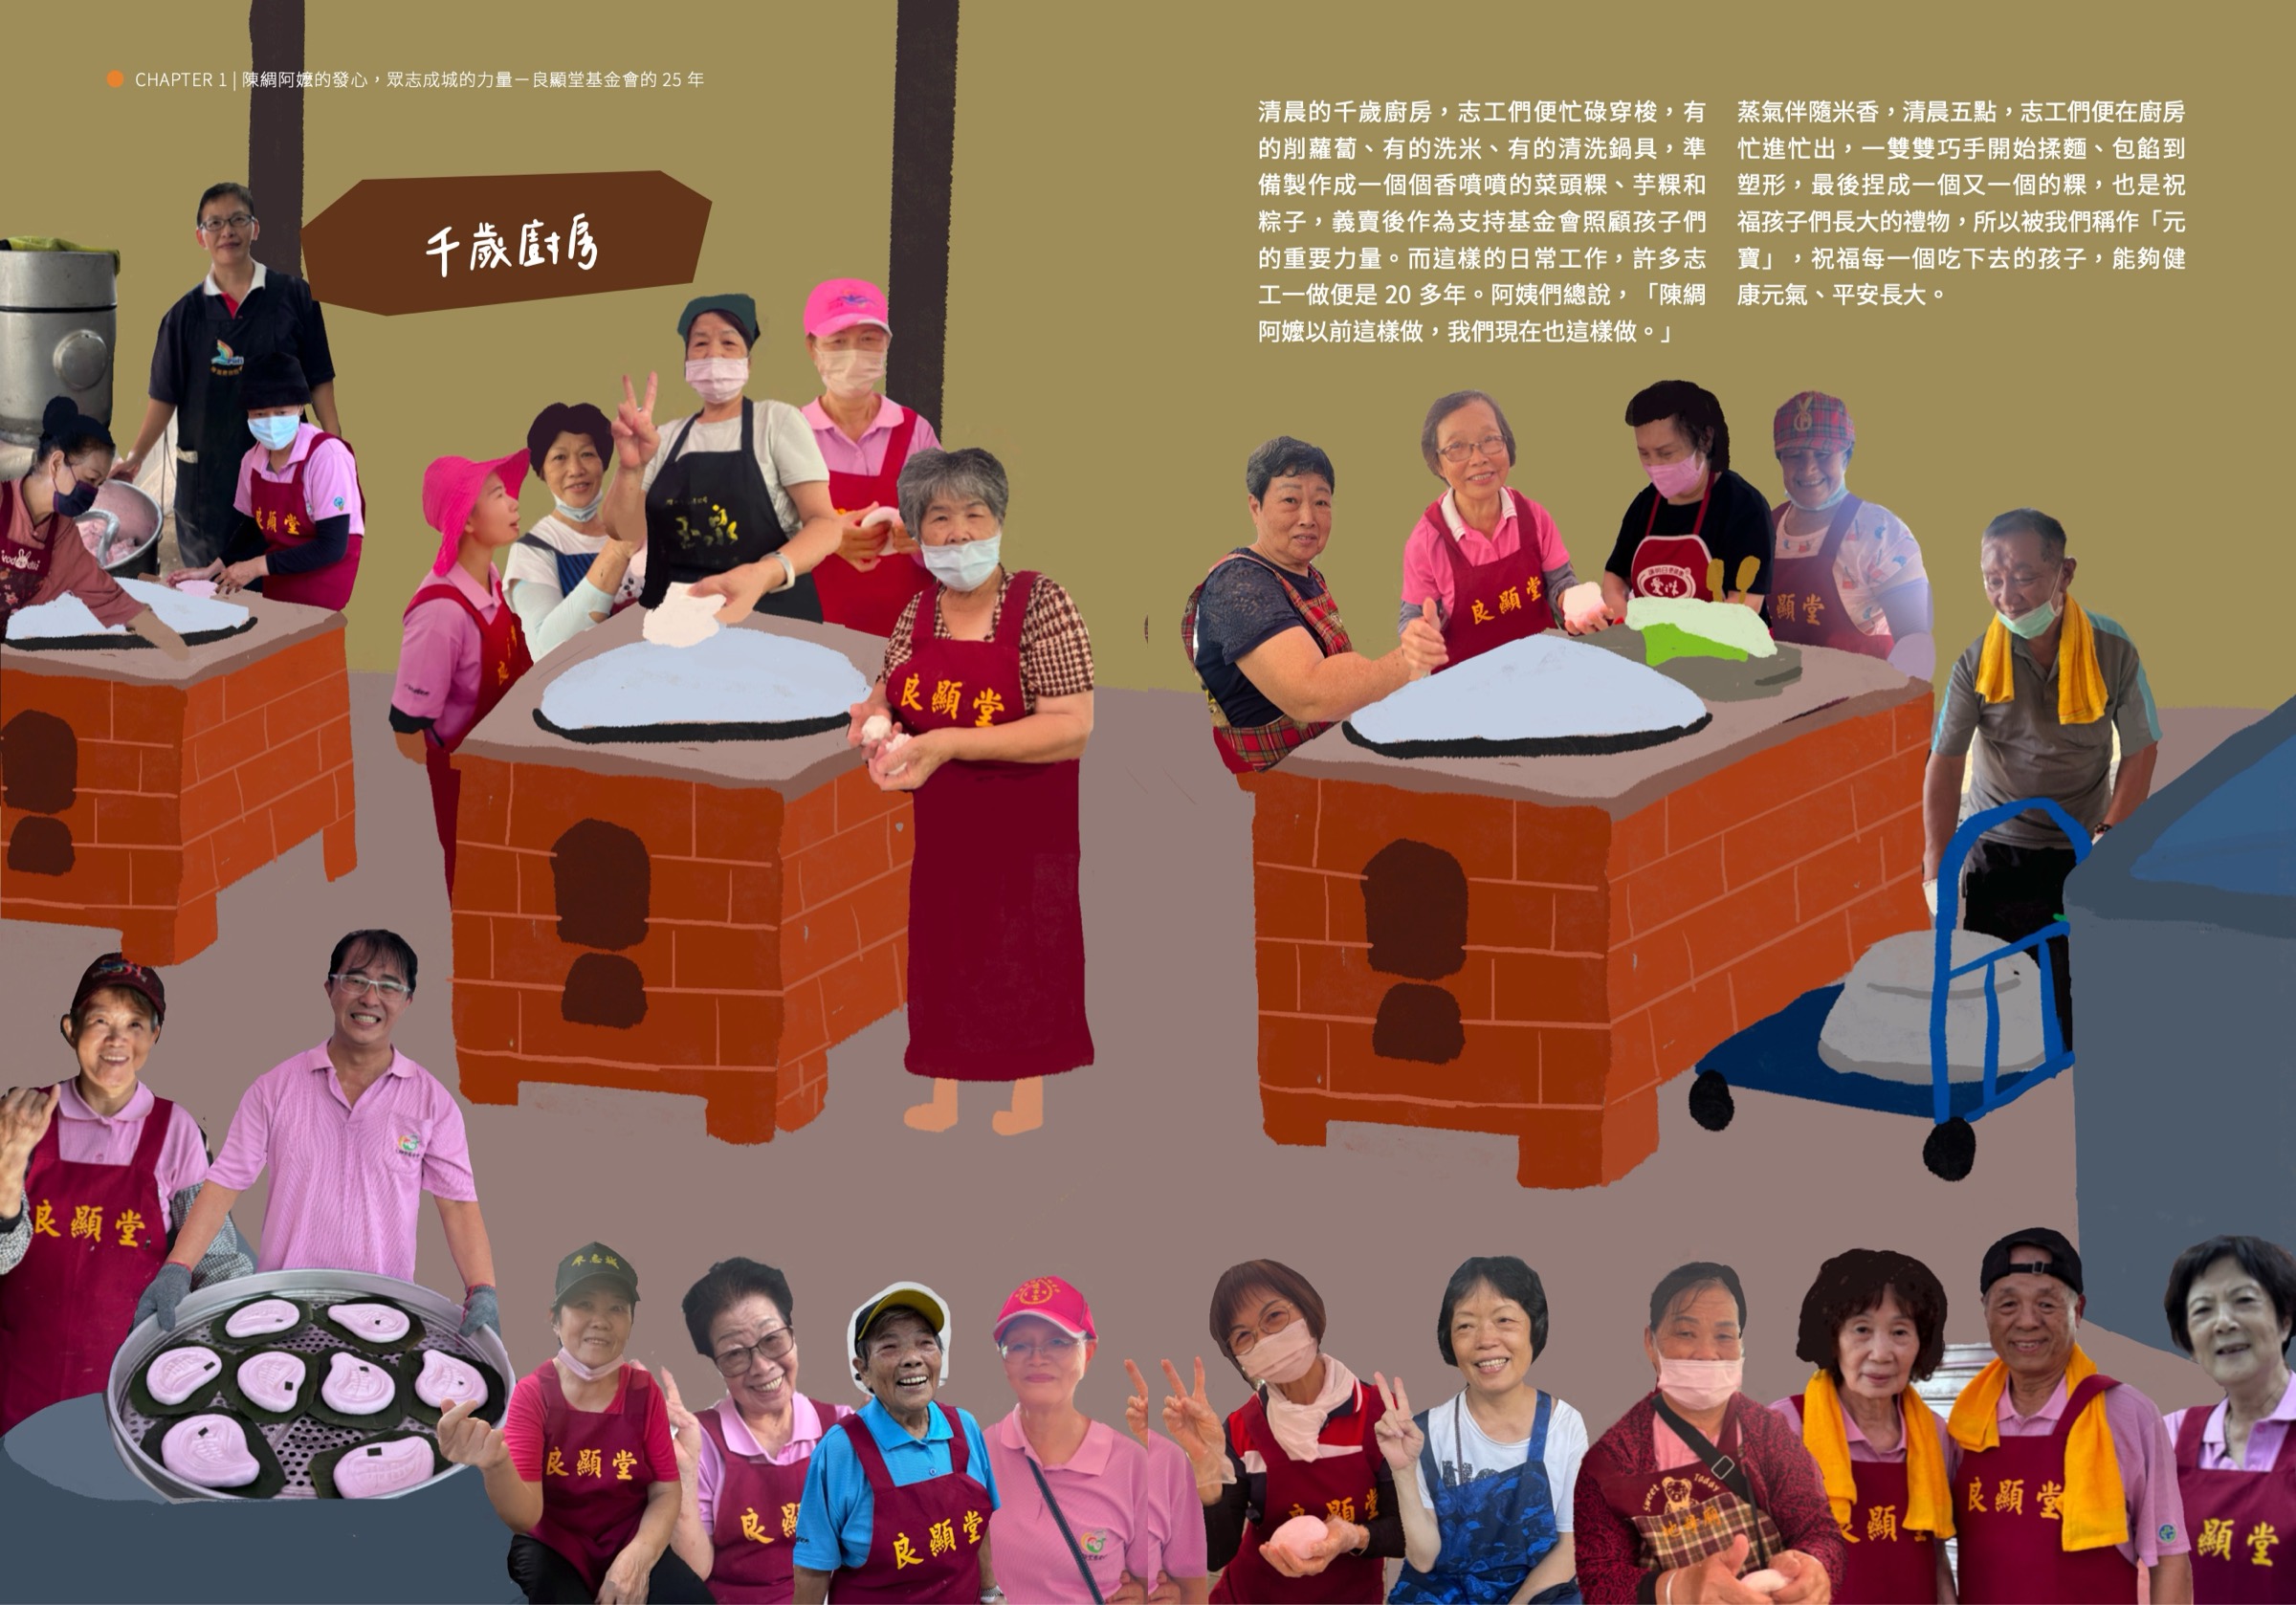 CHAPTER 1 | 陳綢阿嬤的發心，眾志成城的力量－良顯堂基金會的 25 年
千歲廚房
清晨的千歲廚房，志工們便忙碌穿梭，有
的削蘿蔔、有的洗米、有的清洗鍋具，準
備製作成一個個香噴噴的菜頭粿、芋粿和
粽子，義賣後作為支持基金會照顧孩子們
的重要力量。而這樣的日常工作，許多志
工一做便是 20 多年。阿姨們總說，「陳綢
阿嬤以前這樣做，我們現在也這樣做。」
蒸氣伴隨米香，清晨五點，志工們便在廚房
忙進忙出，一雙雙巧手開始揉麵、包餡到
塑形，最後捏成一個又一個的粿，也是祝
福孩子們長大的禮物，所以被我們稱作「元
寶」，祝福每一個吃下去的孩子，能夠健
康元氣、平安長大。
良顯堂
良顯堂
良顯堂
顯堂
良顯堂
良顯堂
良顯
良顯堂
良顯堂
Sweet Teddy
顯
良顯堂
顯堂